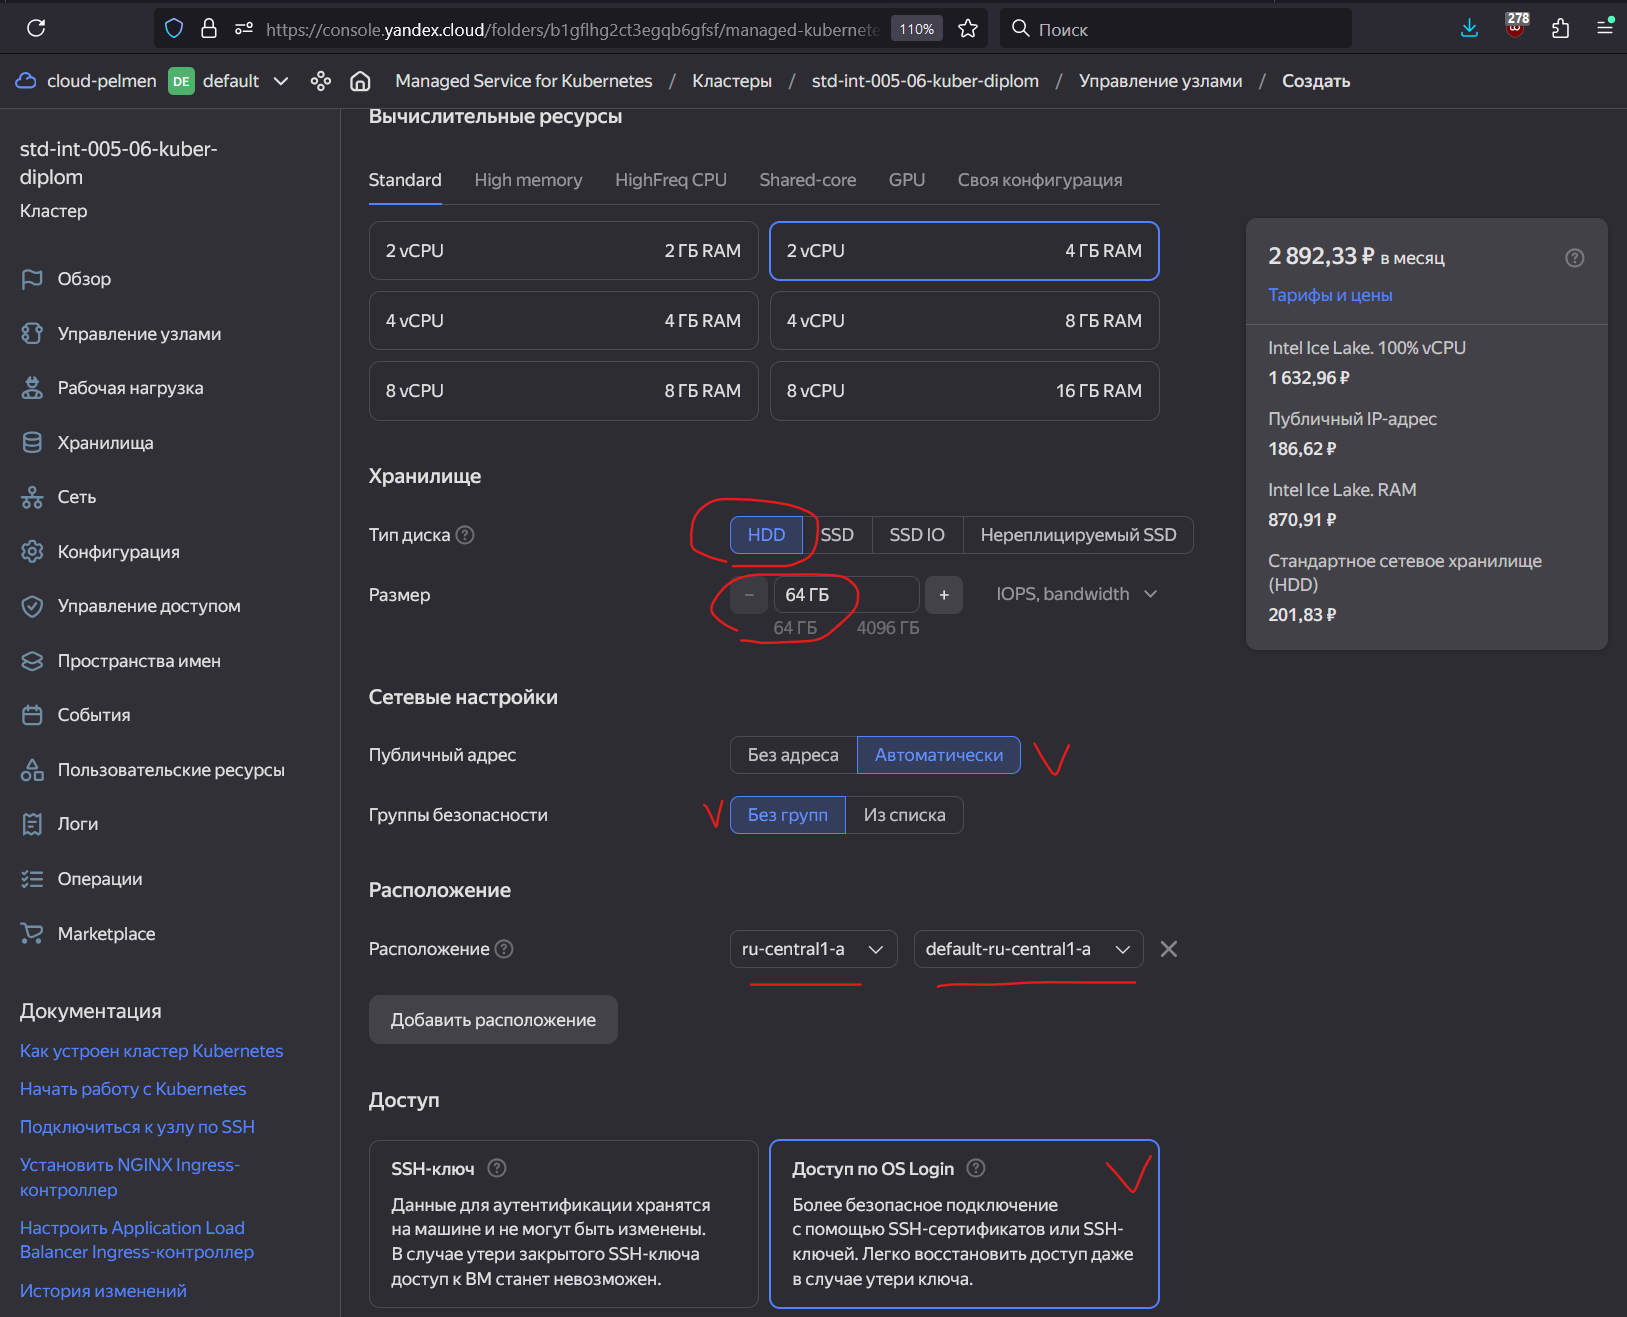 https://console.yandex.cloud/folders/b1gflhg2ct3egqb6gfsf/managed-kubernete
110%
Поиск
278
cloud-pelmen
DE
default
Managed Service for Kubernetes / Кластеры / std-int-005-06-kuber-diplom / Управление узлами / Создать
std-int-005-06-kuber-
diplom
Кластер
Обзор
Управление узлами
Рабочая нагрузка
Хранилища
Сеть
Конфигурация
Управление доступом
Пространства имен
События
Пользовательские ресурсы
Логи
Операции
Marketplace
Документация
Как устроен кластер Kubernetes
Начать работу с Kubernetes
Подключиться к узлу по SSH
Установить NGINX Ingress-
контроллер
Настроить Application Load
Balancer Ingress-контроллер
История изменений
Вычислительные ресурсы
Standard High memory HighFreq CPU Shared-core GPU Своя конфигурация
2 vCPU 2 ГБ RAM
2 vCPU 4 ГБ RAM
4 vCPU 4 ГБ RAM
4 vCPU 8 ГБ RAM
8 vCPU 8 ГБ RAM
8 vCPU 16 ГБ RAM
Хранилище
Тип диска HDD SSD SSD IO Нереплицируемый SSD
Размер − 64 ГБ + IOPS, bandwidth
64 ГБ 4096 ГБ
Сетевые настройки
Публичный адрес Без адреса Автоматически
Группы безопасности Без групп Из списка
Расположение
Расположение ru-central1-a default-ru-central1-a
Добавить расположение
Доступ
SSH-ключ
Данные для аутентификации хранятся
на машине и не могут быть изменены.
В случае утери закрытого SSH-ключа
доступ к ВМ станет невозможен.
Доступ по OS Login
Более безопасное подключение
с помощью SSH-сертификатов или SSH-
ключей. Легко восстановить доступ даже
в случае утери ключа.
2 892,33 ₽ в месяц
Тарифы и цены
Intel Ice Lake. 100% vCPU
1 632,96 ₽
Публичный IP-адрес
186,62 ₽
Intel Ice Lake. RAM
870,91 ₽
Стандартное сетевое хранилище
(HDD)
201,83 ₽